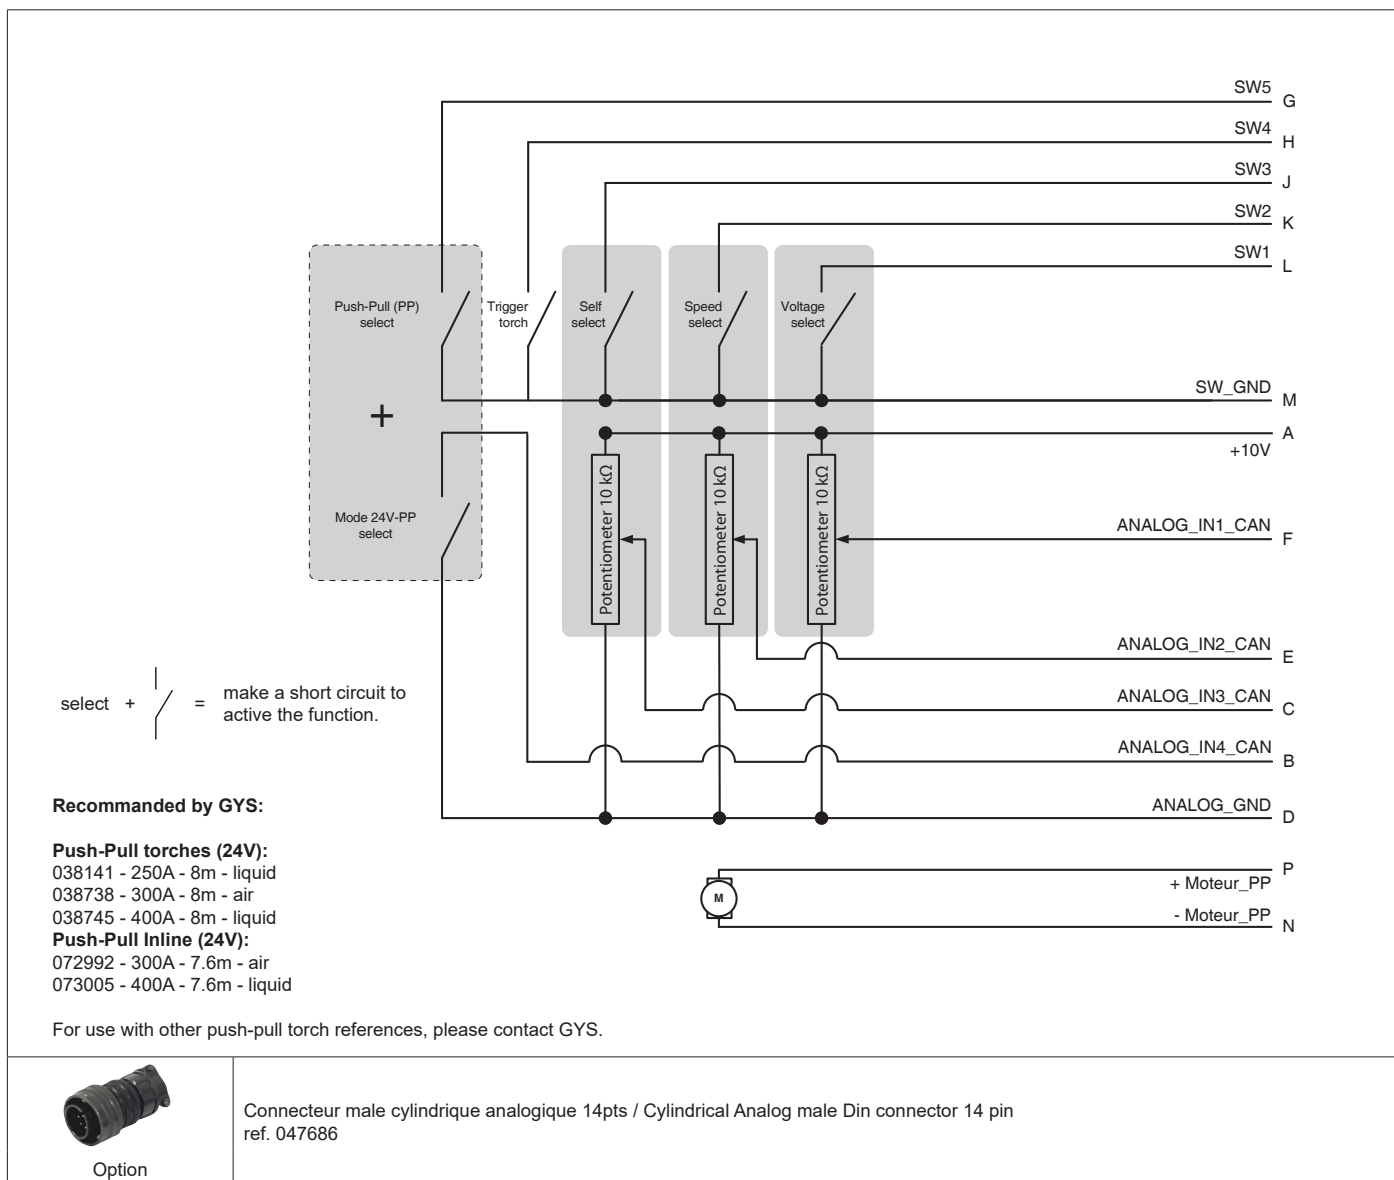 SW5
G
SW4
H
SW3
J
SW2
K
SW1
L
Push-Pull (PP)
select
Trigger
torch
Self
select
Speed
select
Voltage
select
SW_GND
M
+
A
+10V
Mode 24V-PP
select
Potentiometer 10 kΩ
Potentiometer 10 kΩ
Potentiometer 10 kΩ
ANALOG_IN1_CAN
F
ANALOG_IN2_CAN
E
ANALOG_IN3_CAN
C
ANALOG_IN4_CAN
B
ANALOG_GND
D
select + = make a short circuit to
active the function.
Recommanded by GYS:
Push-Pull torches (24V):
038141 - 250A - 8m - liquid
038738 - 300A - 8m - air
038745 - 400A - 8m - liquid
Push-Pull Inline (24V):
072992 - 300A - 7.6m - air
073005 - 400A - 7.6m - liquid
M
P
+ Moteur_PP
- Moteur_PP
N
For use with other push-pull torch references, please contact GYS.
Option
Connecteur male cylindrique analogique 14pts / Cylindrical Analog male Din connector 14 pin
ref. 047686